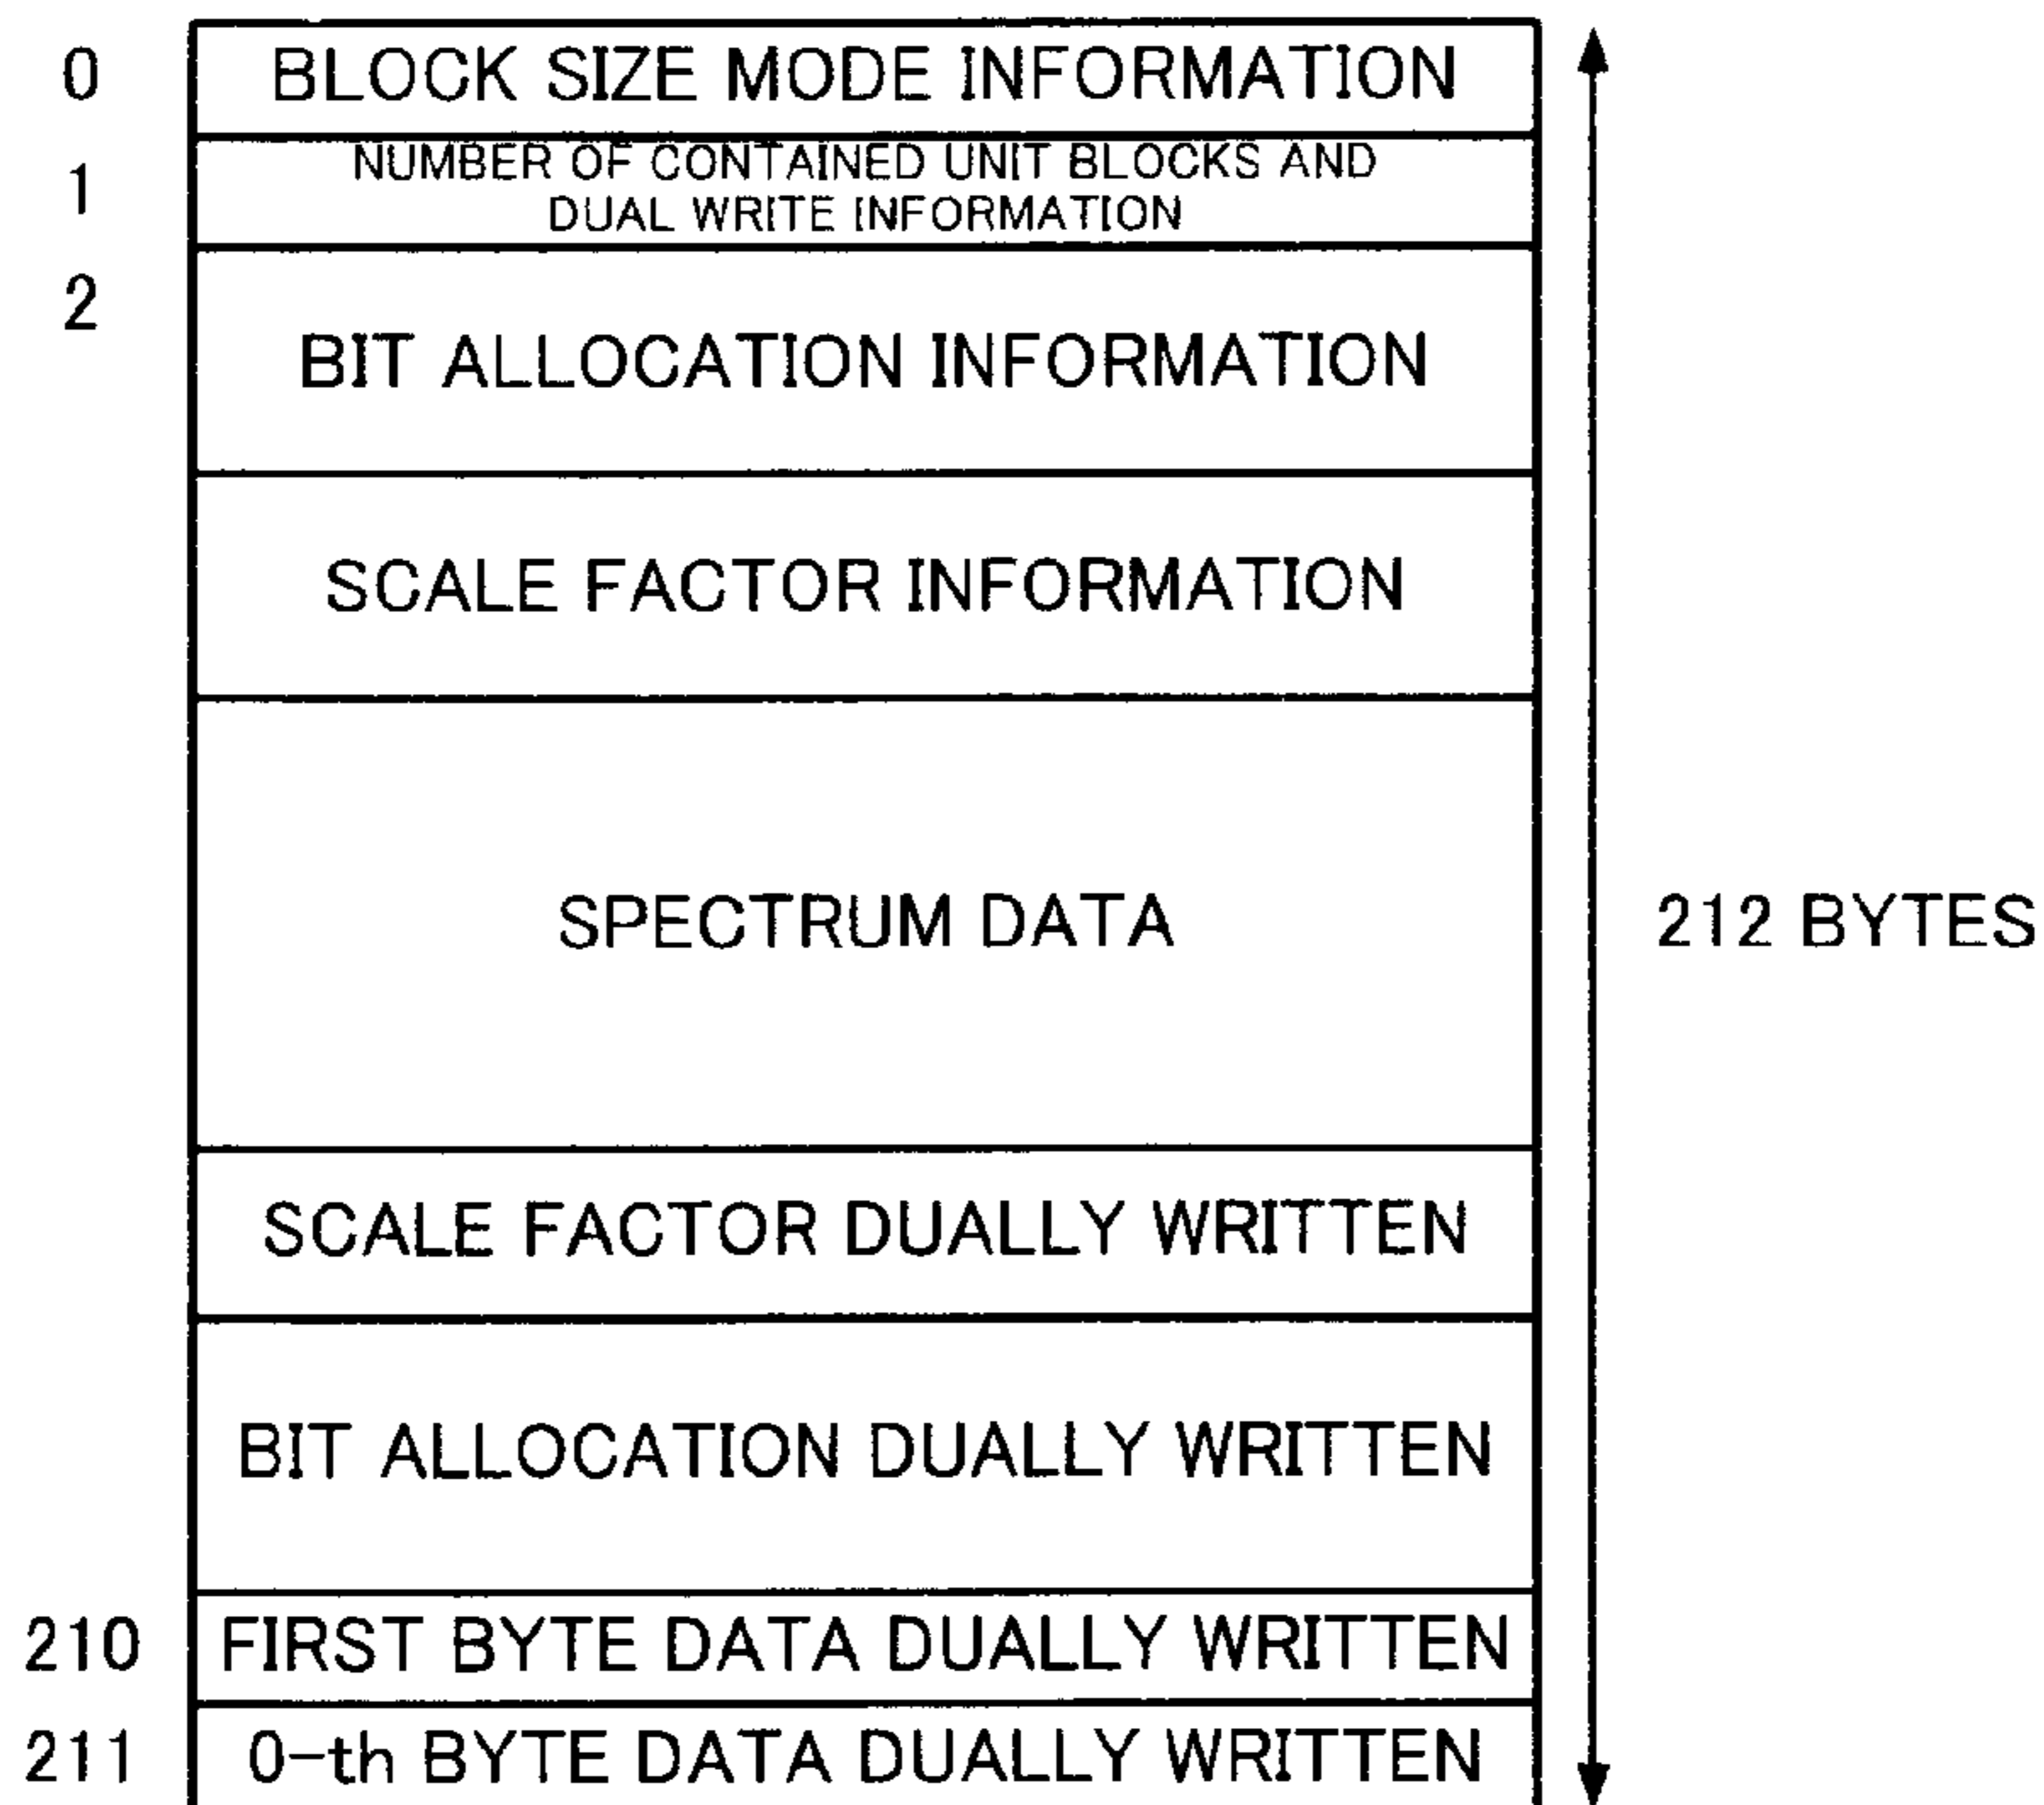 0
BLOCK SIZE MODE INFORMATION
1
NUMBER OF CONTAINED UNIT BLOCKS AND
DUAL WRITE INFORMATION
2
BIT ALLOCATION INFORMATION
SCALE FACTOR INFORMATION
SPECTRUM DATA
212 BYTES
SCALE FACTOR DUALLY WRITTEN
BIT ALLOCATION DUALLY WRITTEN
210
FIRST BYTE DATA DUALLY WRITTEN
211
0-th BYTE DATA DUALLY WRITTEN